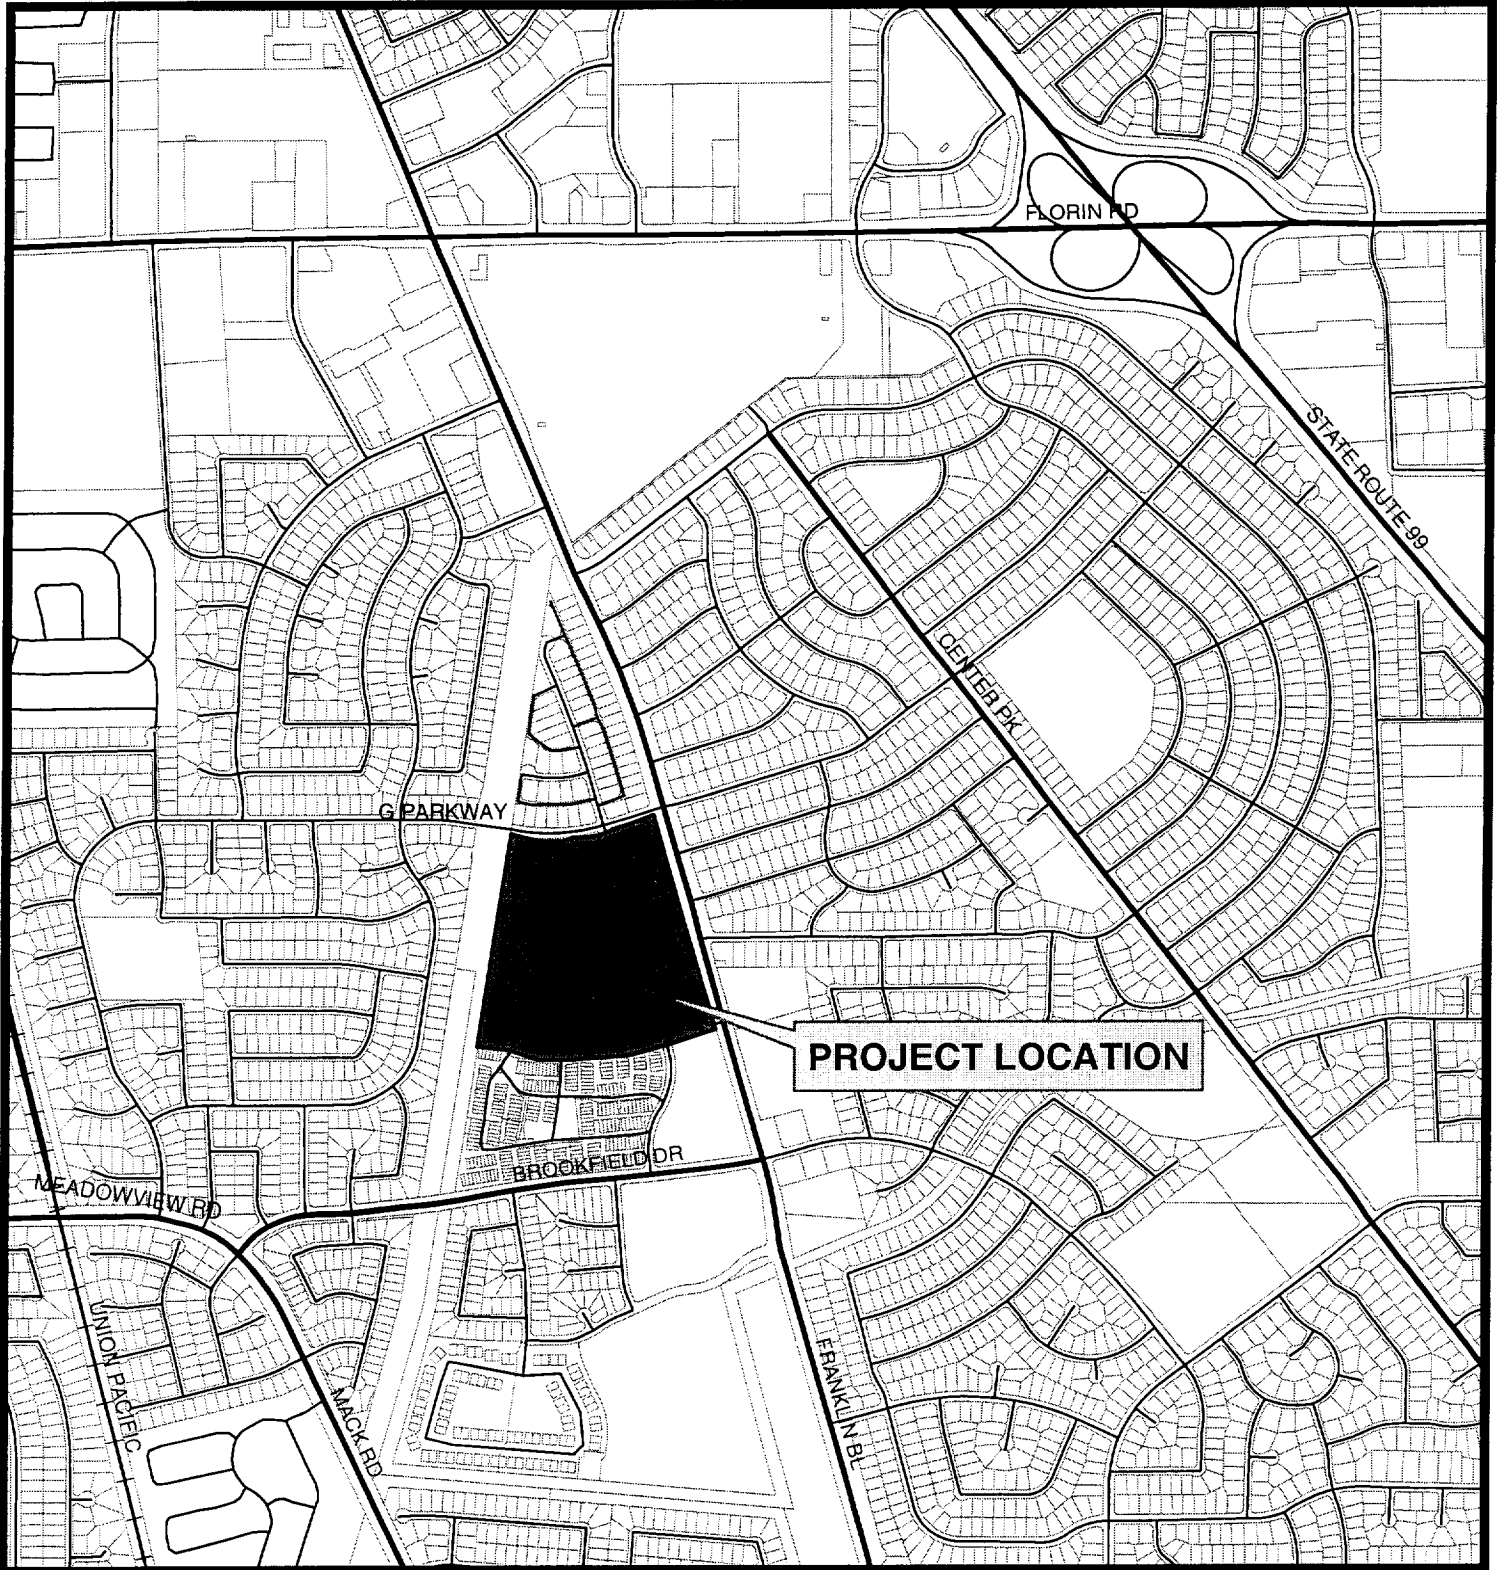 FLORIN RD
STATE ROUTE 99
CENTER PK
G PARKWAY
PROJECT LOCATION
BROOKFIELD DR
MEADOWVIEW RD
UNION PACIFIC
MACK RD
FRANKLIN BL